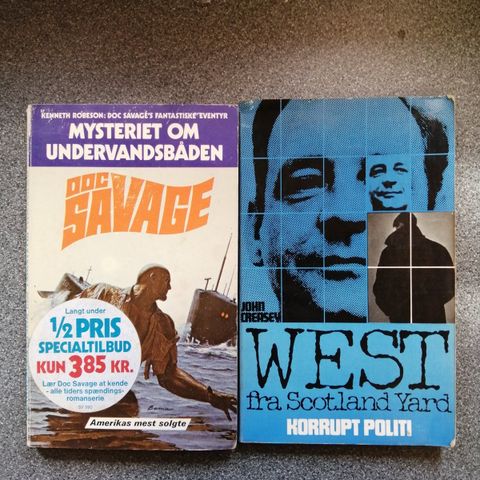 KENNETH ROBESON: DOC SAVAGE'S FANTASTISKE EVENTYR
MYSTERIET OM
UNDERVANDSBÅDEN
DOC
SAVAGE
Langt under
1/2 PRIS
SPECIALTILBUD
KUN 3.85 KR.
Lær Doc Savage at kende
- alle tiders spændings-
romanserie
Amerikas mest solgte
JOHN
CREASEY
WEST
fra Scotland Yard
KORRUPT POLITI